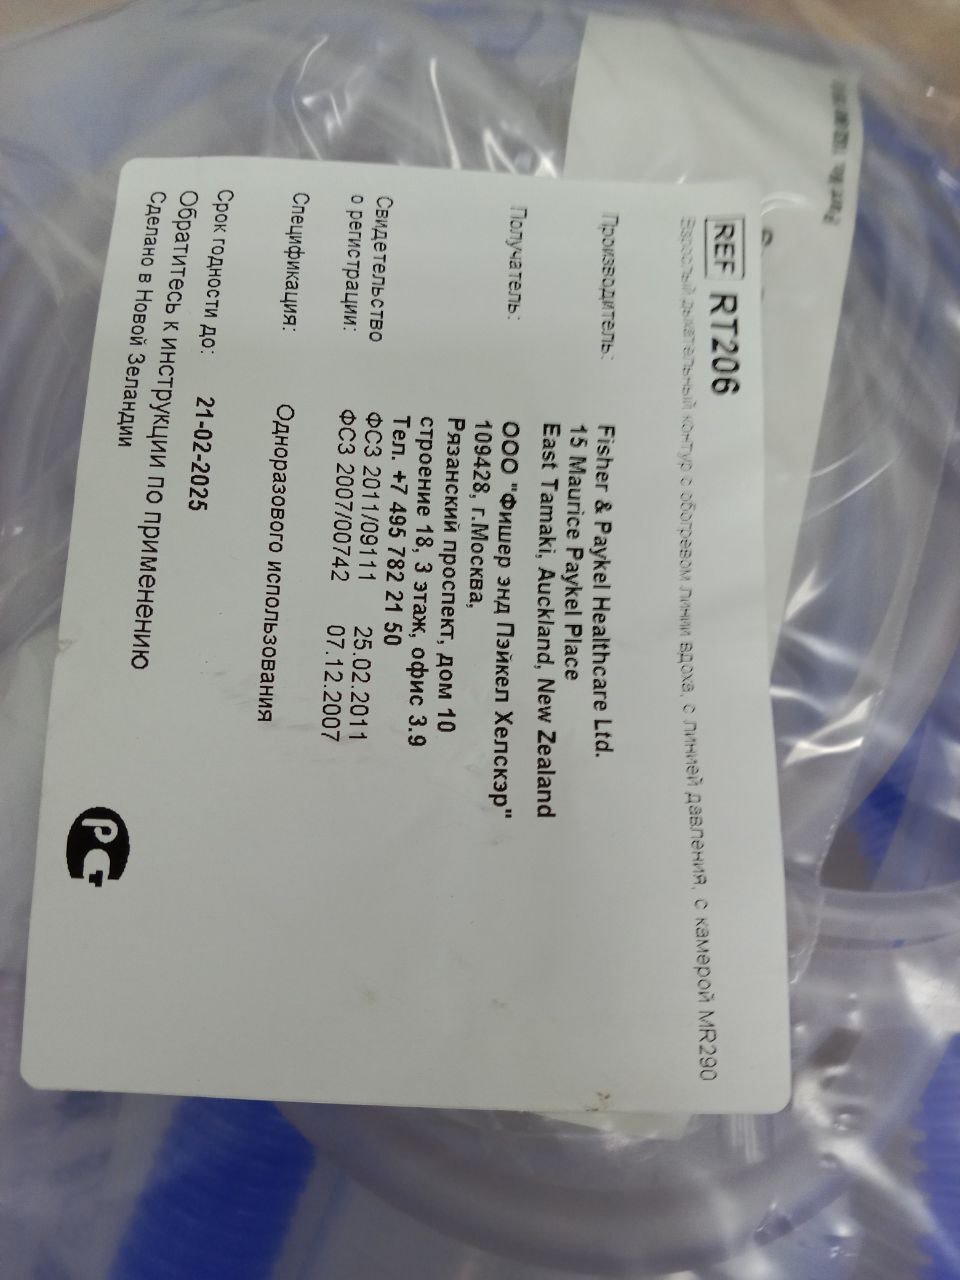 REF RT206
Взрослый дыхательный контур с обогревом линии вдоха, с линией давления, с камерой MR290
Производитель: Fisher & Paykel Healthcare Ltd.
15 Maurice Paykel Place
East Tamaki, Auckland, New Zealand
Получатель: ООО "Фишер энд Пэйкел Хелскэр"
109428, г.Москва,
Рязанский проспект, дом 10
строение 18, 3 этаж, офис 3.9
Тел. +7 495 782 21 50
Свидетельство ФСЗ 2011/09111 25.02.2011
о регистрации: ФСЗ 2007/00742 07.12.2007
Спецификация: Одноразового использования
Срок годности до: 21-02-2025
Обратитесь к инструкции по применению
Сделано в Новой Зеландии
РСТ